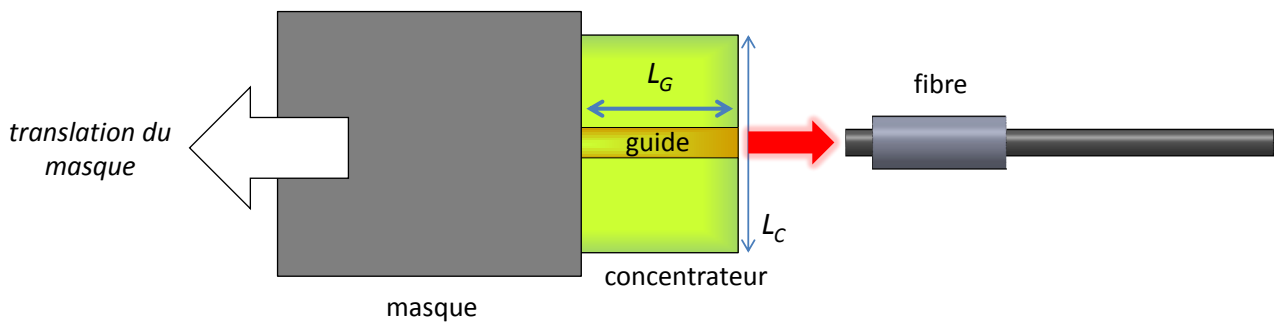 translation du
masque
L_G
guide
fibre
L_C
concentrateur
masque